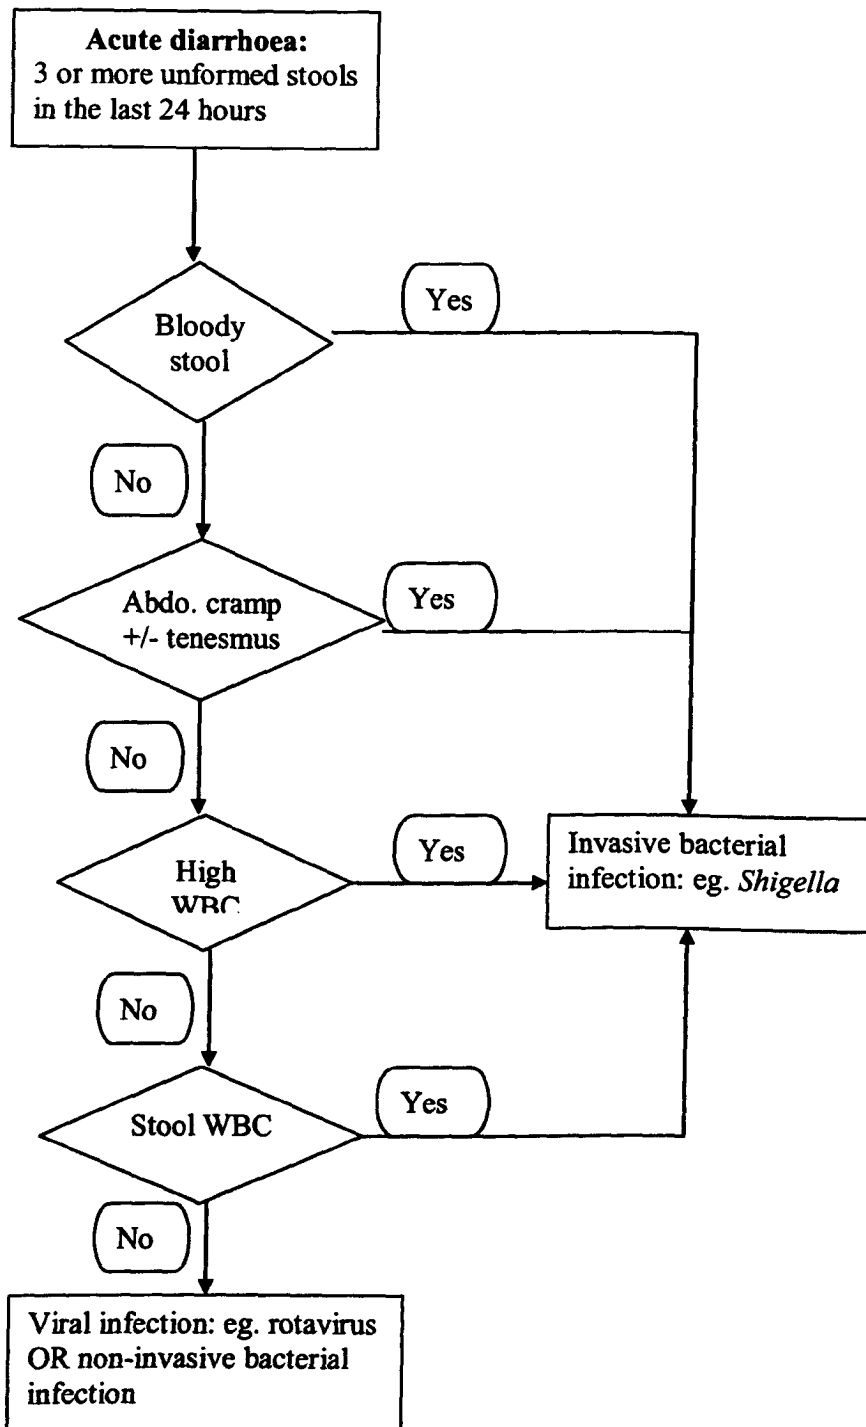 Acute diarrhoea:
3 or more unformed stools
in the last 24 hours
Bloody
stool
Yes
No
Abdo. cramp
+/- tenesmus
Yes
No
High
WBC
Yes
Invasive bacterial
infection: eg. Shigella
No
Stool WBC
Yes
No
Viral infection: eg. rotavirus
OR non-invasive bacterial
infection